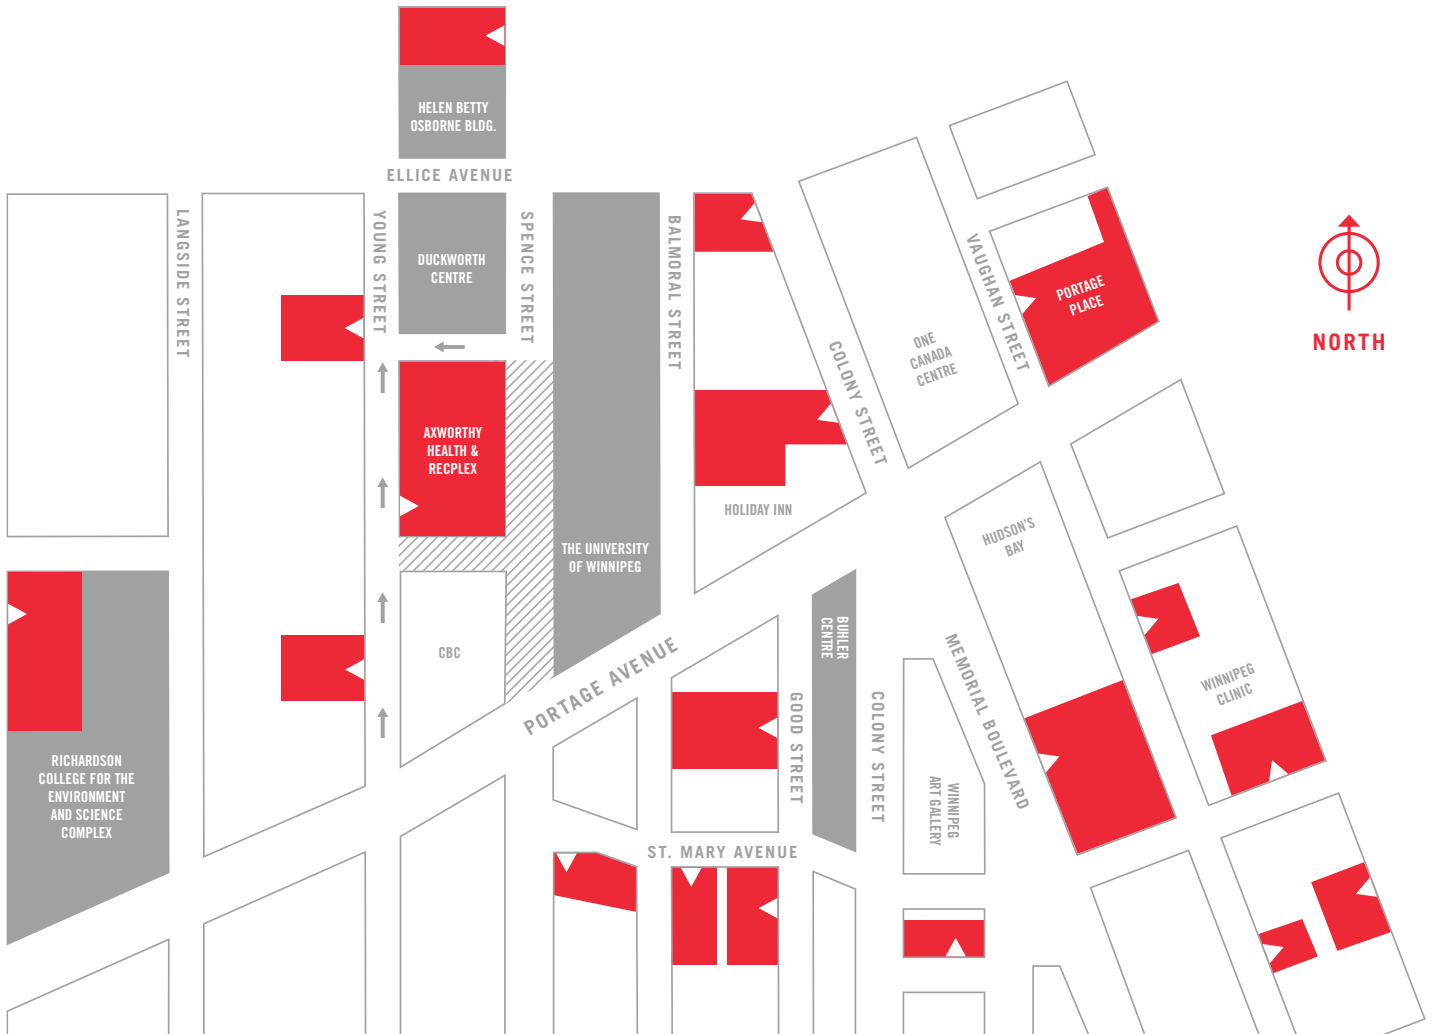 HELEN BETTY
OSBORNE BLDG.
ELLICE AVENUE
LANGSIDE STREET
YOUNG STREET
DUCKWORTH
CENTRE
SPENCE STREET
BALMORAL STREET
COLONY STREET
ONE
CANADA
CENTRE
VAUGHAN STREET
PORTAGE
PLACE
NORTH
AXWORTHY
HEALTH &
RECPLEX
HOLIDAY INN
THE UNIVERSITY
OF WINNIPEG
HUDSON'S
BAY
CBC
PORTAGE AVENUE
BUHLER
CENTRE
GOOD STREET
COLONY STREET
MEMORIAL BOULEVARD
WINNIPEG
CLINIC
WINNIPEG
ART GALLERY
RICHARDSON
COLLEGE FOR THE
ENVIRONMENT
AND SCIENCE
COMPLEX
ST. MARY AVENUE